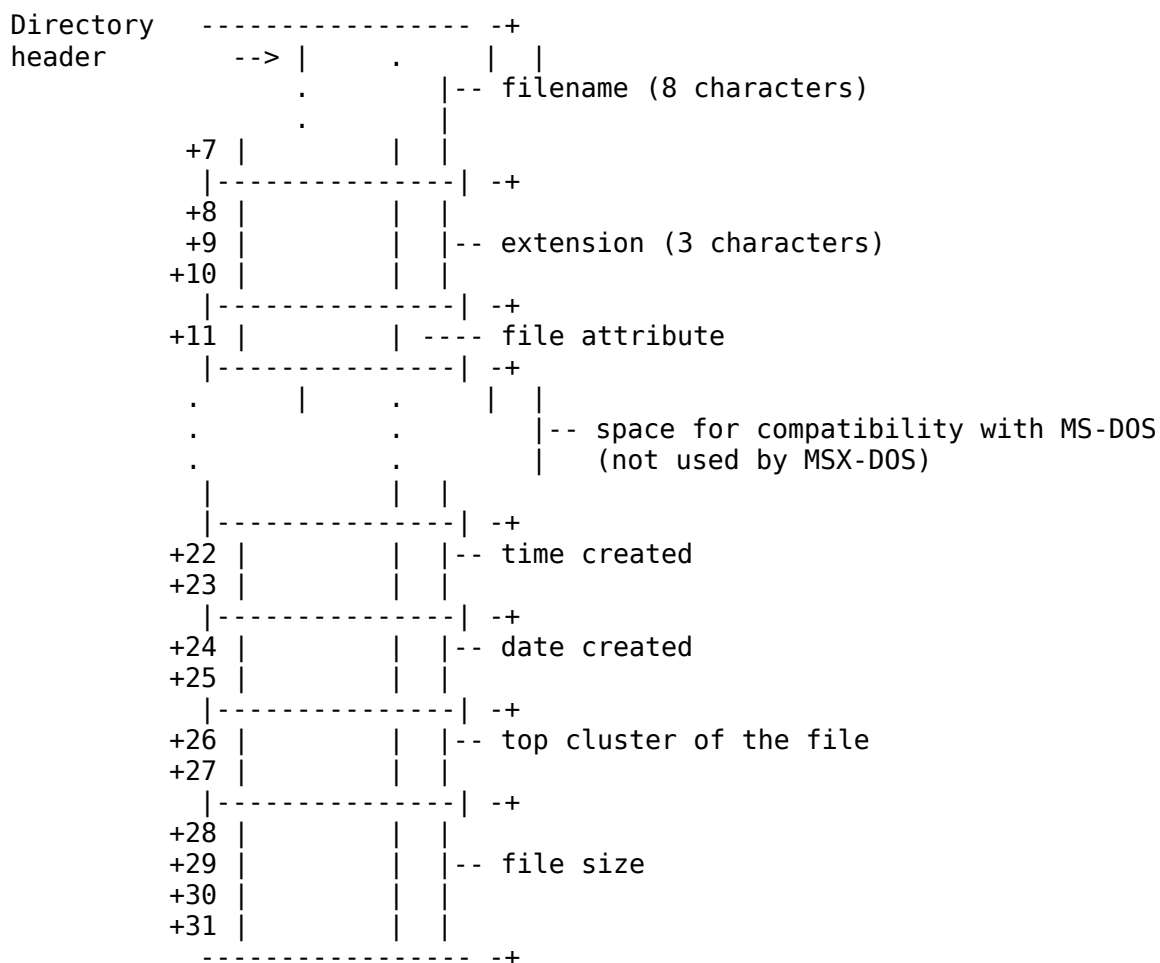 Directory   ----------------- -+
header        --> |     .     |  |
                  .        |-- filename (8 characters)
                  .        |
           +7 |         |  |
            |---------------| -+
           +8 |         |  |
           +9 |         |  |-- extension (3 characters)
          +10 |         |  |
            |---------------| -+
          +11 |         | ---- file attribute
            |---------------| -+
           .      |     .     |  |
           .            .        |-- space for compatibility with MS-DOS
           .            .        |   (not used by MSX-DOS)
            |           |  |
            |---------------| -+
          +22 |         |  |-- time created
          +23 |         |  |
            |---------------| -+
          +24 |         |  |-- date created
          +25 |         |  |
            |---------------| -+
          +26 |         |  |-- top cluster of the file
          +27 |         |  |
            |---------------| -+
          +28 |         |  |
          +29 |         |  |-- file size
          +30 |         |  |
          +31 |         |  |
            ----------------- -+